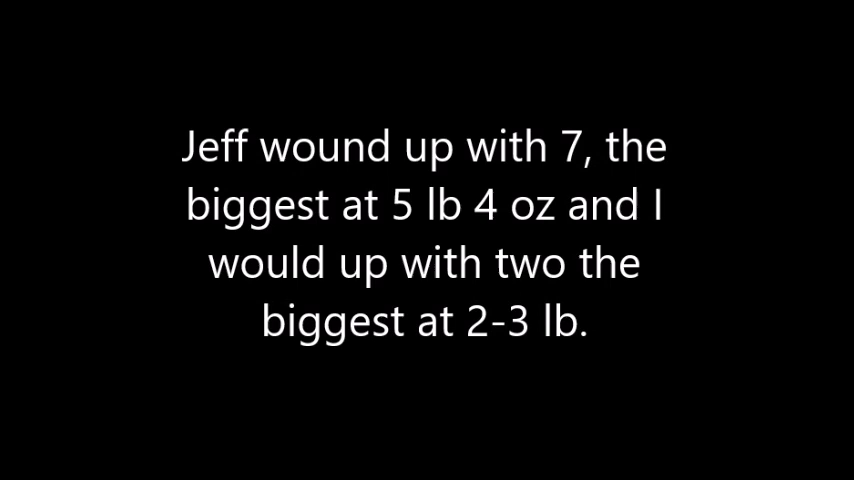 Jeff wound up with 7, the
biggest at 5 lb 4 oz and I
would up with two the
biggest at 2-3 lb.